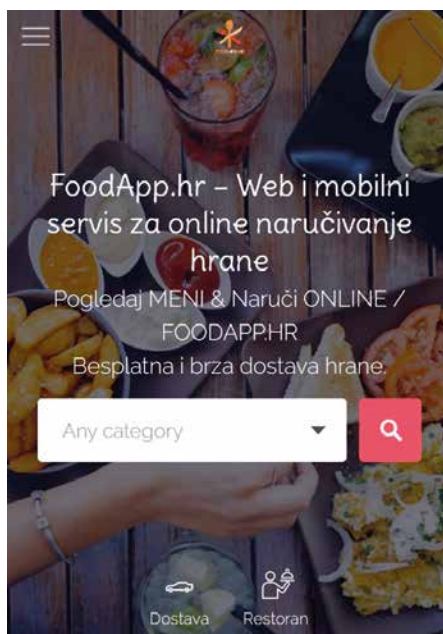 FoodApp.hr – Web i mobilni
servis za online naručivanje
hrane
Pogledaj MENI & Naruči ONLINE /
FOODAPP.HR
Besplatna i brza dostava hrane.
Any category
Dostava
Restoran